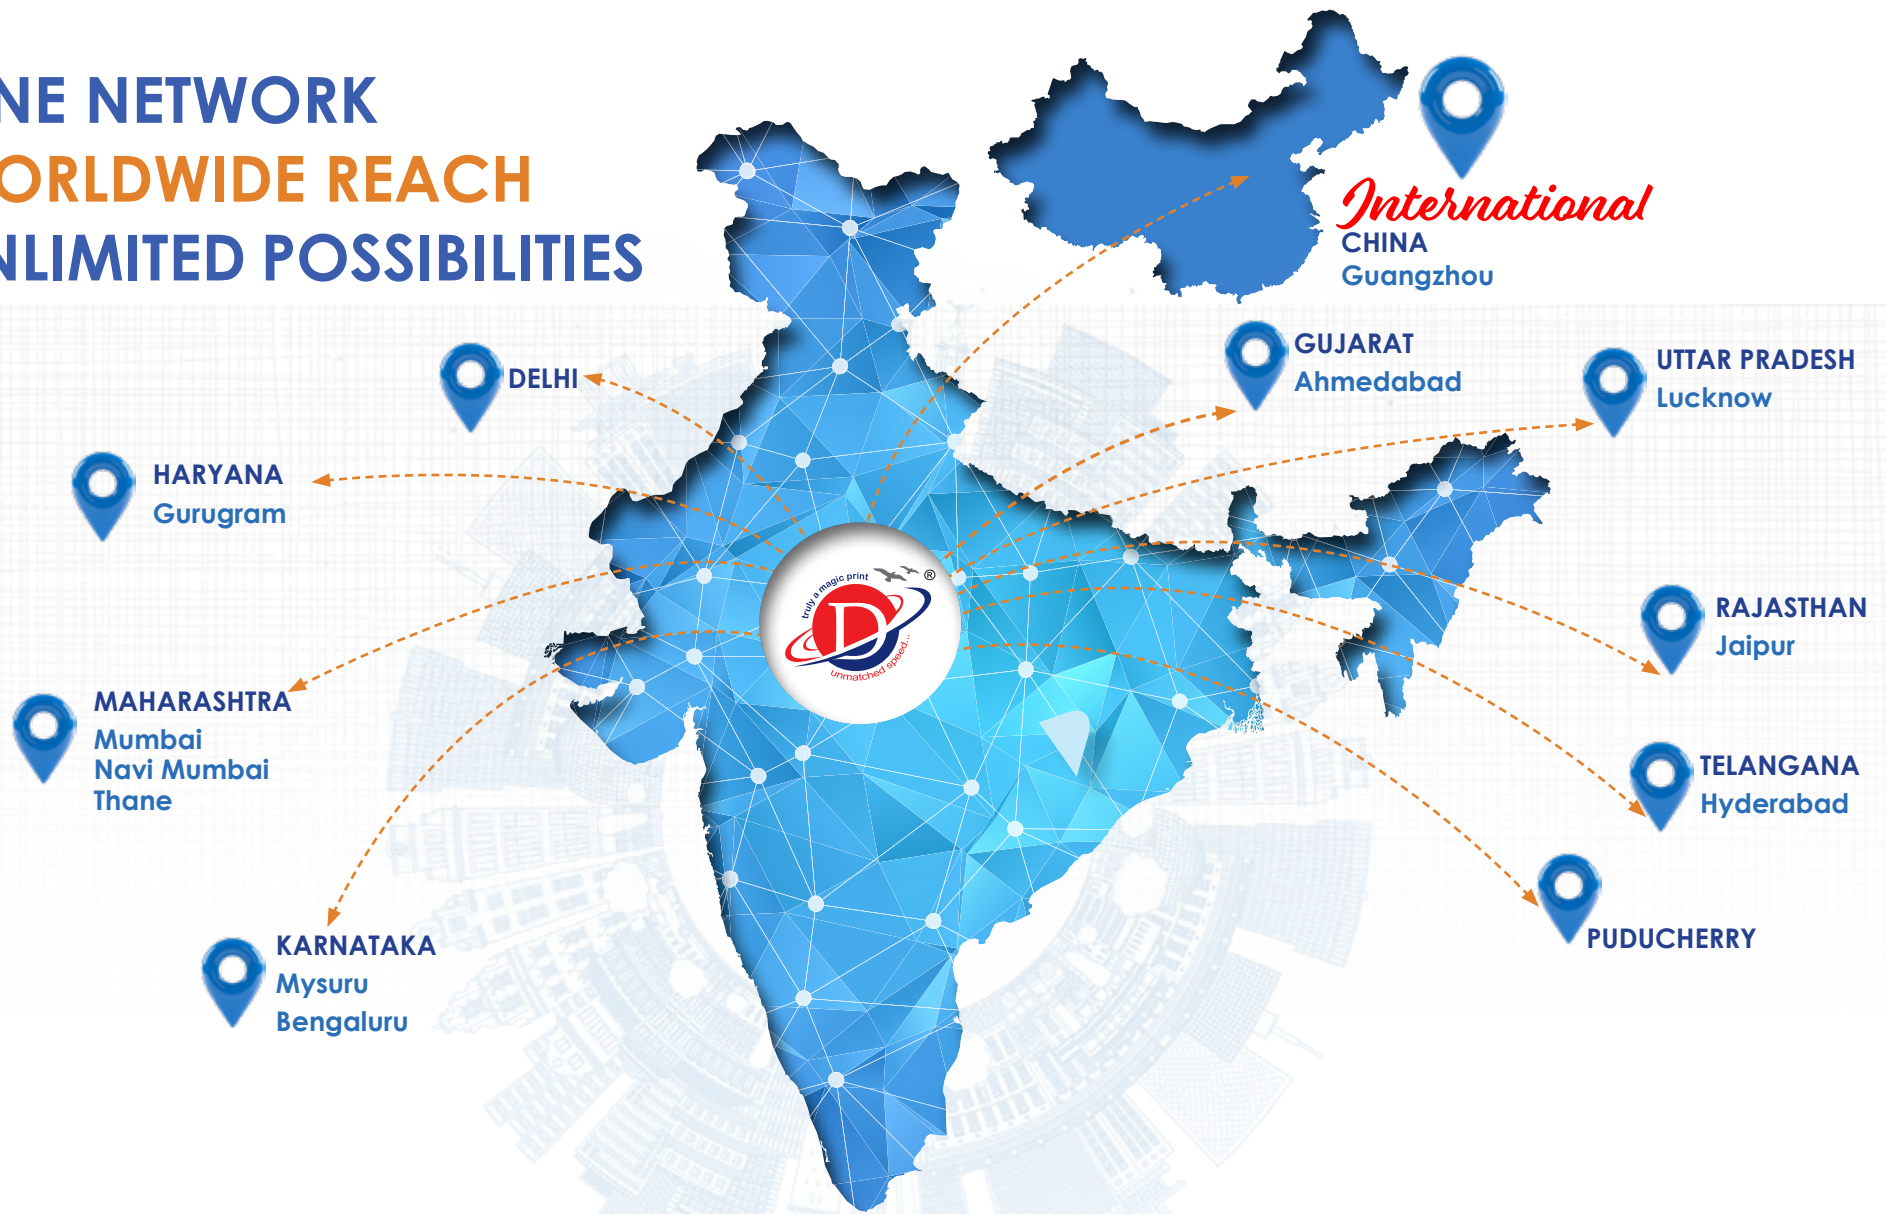 NE NETWORK
ORLDWIDE REACH
NLIMITED POSSIBILITIES
International
CHINA
Guangzhou
GUJARAT
Ahmedabad
UTTAR PRADESH
Lucknow
DELHI
HARYANA
Gurugram
truly a magic print
®
D
unmatched speed...
RAJASTHAN
Jaipur
MAHARASHTRA
Mumbai
Navi Mumbai
Thane
TELANGANA
Hyderabad
KARNATAKA
Mysuru
Bengaluru
PUDUCHERRY